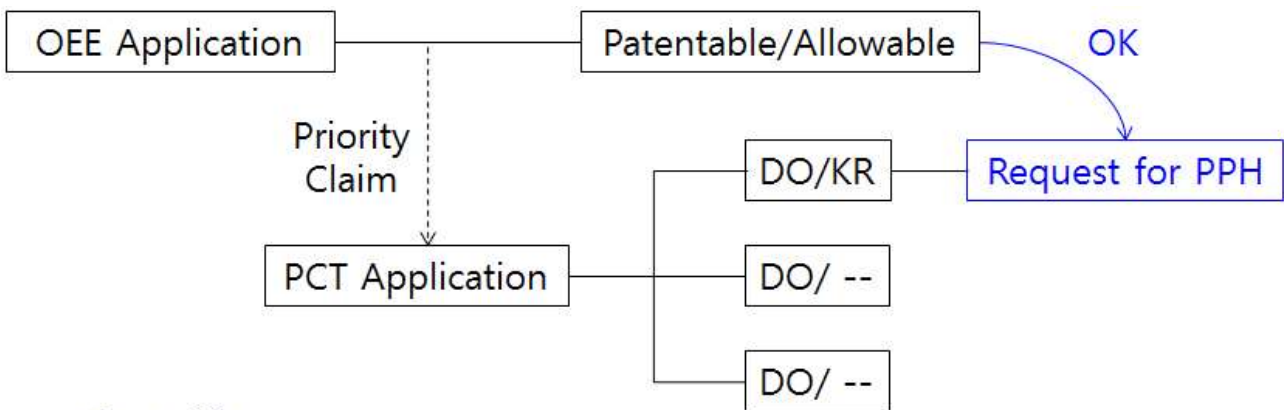 OEE Application
Patentable/Allowable
OK
Priority
Claim
DO/KR
Request for PPH
PCT Application
DO/ --
DO/ --